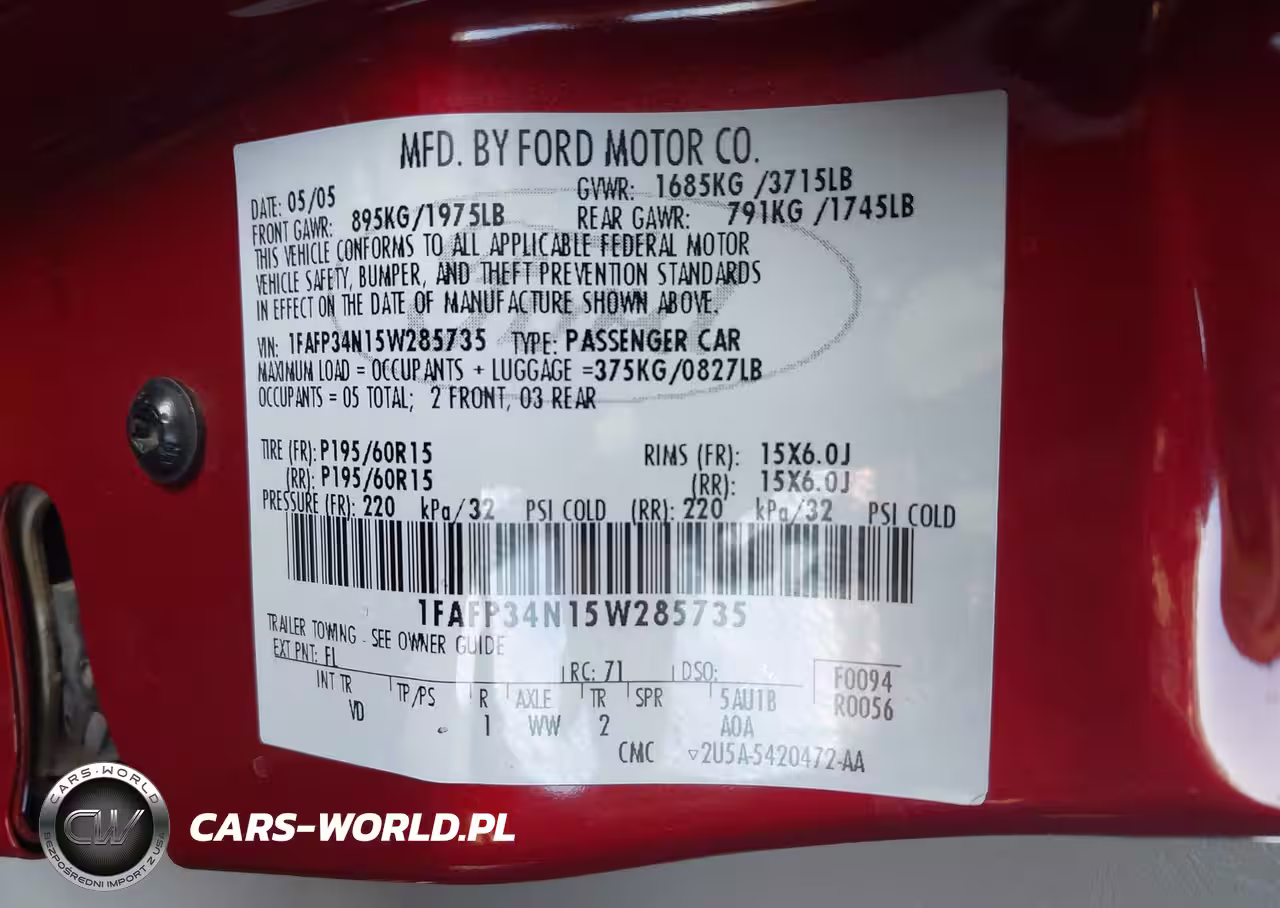 MFD. BY FORD MOTOR CO.
DATE: 05/05 GVWR: 1685KG /3715LB
FRONT GAWR: 895KG/1975LB REAR GAWR: 791KG /1745LB
THIS VEHICLE CONFORMS TO ALL APPLICABLE FEDERAL MOTOR
VEHICLE SAFETY, BUMPER, AND THEFT PREVENTION STANDARDS
IN EFFECT ON THE DATE OF MANUFACTURE SHOWN ABOVE.
VIN: 1FAFP34N15W285735 TYPE: PASSENGER CAR
MAXIMUM LOAD = OCCUPANTS + LUGGAGE =375KG/0827LB
OCCUPANTS = 05 TOTAL; 2 FRONT, 03 REAR
TIRE (FR): P195/60R15 RIMS (FR): 15X6.0J
(RR): P195/60R15 (RR): 15X6.0J
PRESSURE (FR): 220 kPa/32 PSI COLD (RR): 220 kPa/32 PSI COLD
1FAFP34N15W285735
TRAILER TOWING - SEE OWNER GUIDE
EXT PNT: FL RC: 71 DSO: F0094
INT TR TP/PS R AXLE TR SPR 5AU1B R0056
VD 1 WW 2 A0A
CMC ▽2U5A-5420472-AA
CARS-WORLD
CW
BEZPOŚREDNI IMPORT Z USA
CARS-WORLD.PL